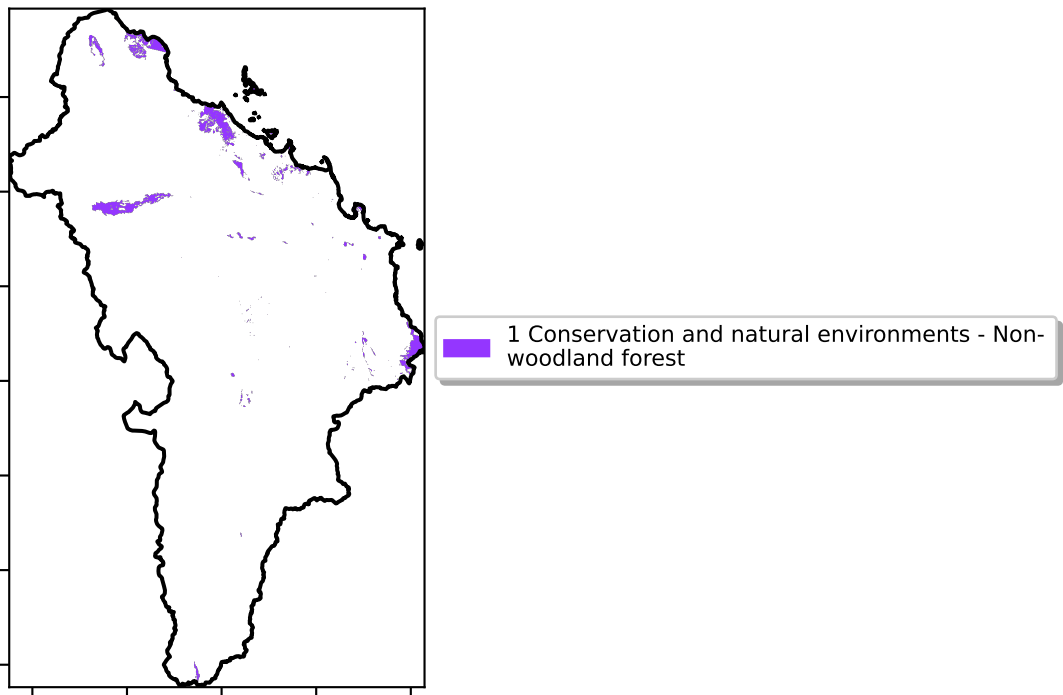 1 Conservation and natural environments - Non-
woodland forest